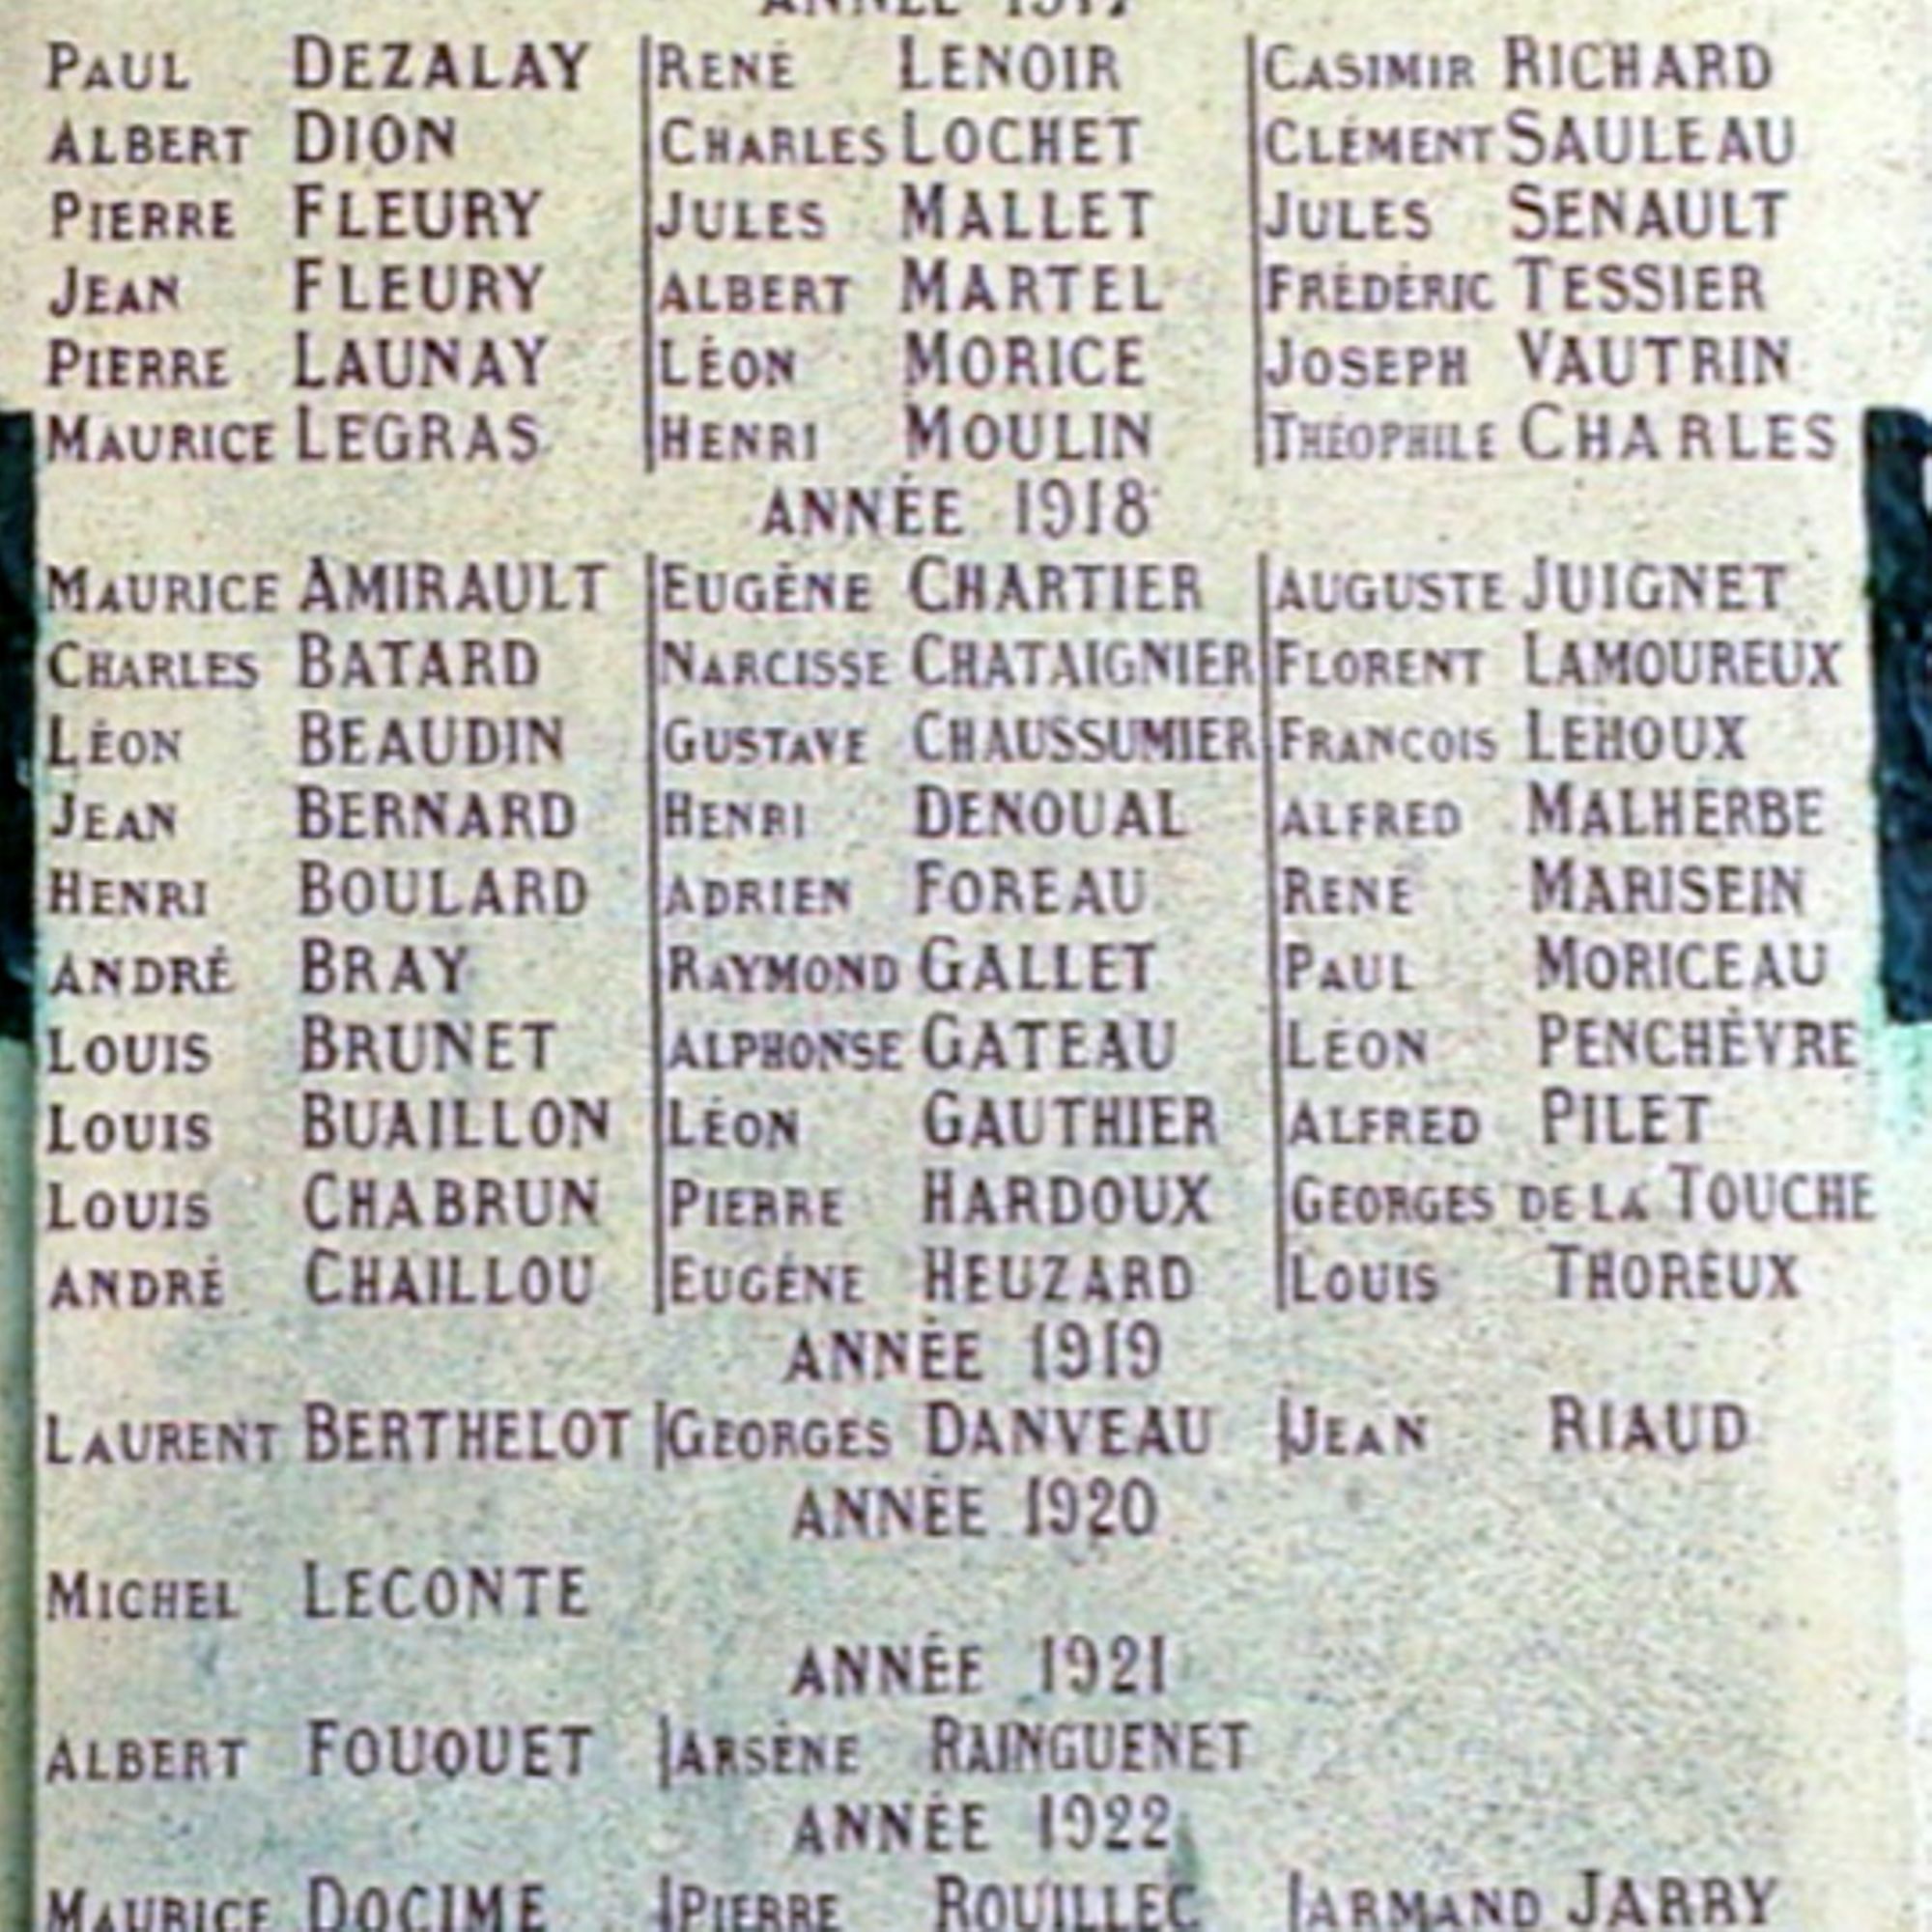 ANNÉE 1917
PAUL DEZALAY RENÉ LENOIR CASIMIR RICHARD
ALBERT DION CHARLES LOCHET CLÉMENT SAULEAU
PIERRE FLEURY JULES MALLET JULES SENAULT
JEAN FLEURY ALBERT MARTEL FRÉDÉRIC TESSIER
PIERRE LAUNAY LÉON MORICE JOSEPH VAUTRIN
MAURICE LEGRAS HENRI MOULIN THÉOPHILE CHARLES
ANNÉE 1918
MAURICE AMIRAULT EUGÈNE CHARTIER AUGUSTE JUIGNET
CHARLES BATARD NARCISSE CHATAIGNIER FLORENT LAMOUREUX
LÉON BEAUDIN GUSTAVE CHAUSSUMIER FRANCOIS LEHOUX
JEAN BERNARD HENRI DENOUAL ALFRED MALHERBE
HENRI BOULARD ADRIEN FOREAU RENÉ MARISEIN
ANDRÉ BRAY RAYMOND GALLET PAUL MORICEAU
LOUIS BRUNET ALPHONSE GATEAU LÉON PENCHÈVRE
LOUIS BUAILLON LÉON GAUTHIER ALFRED PILET
LOUIS CHABRUN PIERRE HARDOUX GEORGES DE LA TOUCHE
ANDRÉ CHAILLOU EUGÈNE HEUZARD LOUIS THORÉUX
ANNÉE 1919
LAURENT BERTHELOT GEORGES DANVEAU JEAN RIAUD
ANNÉE 1920
MICHEL LECONTE
ANNÉE 1921
ALBERT FOUQUET ARSÈNE RAINGUENET
ANNÉE 1922
MAURICE DOCIME PIERRE ROUILLEC ARMAND JARRY